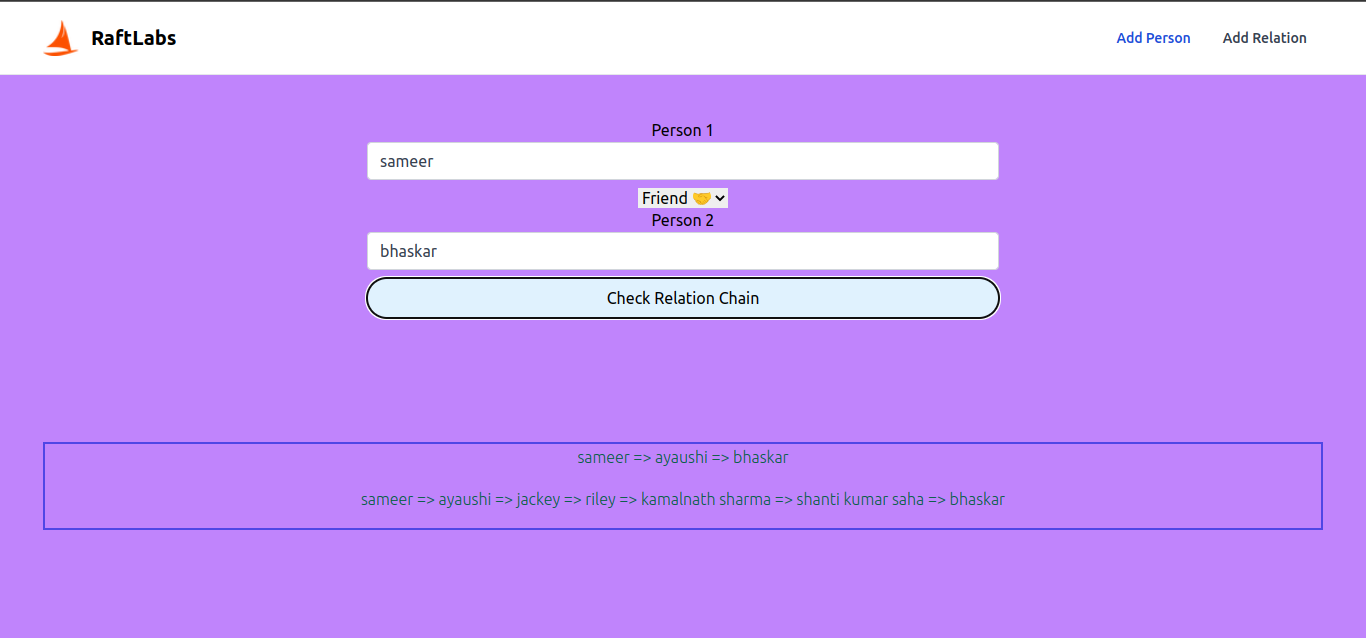 RaftLabs
Add Person
Add Relation
Person 1
sameer
Friend 🤝
Person 2
bhaskar
Check Relation Chain
sameer => ayaushi => bhaskar
sameer => ayaushi => jackey => riley => kamalnath sharma => shanti kumar saha => bhaskar